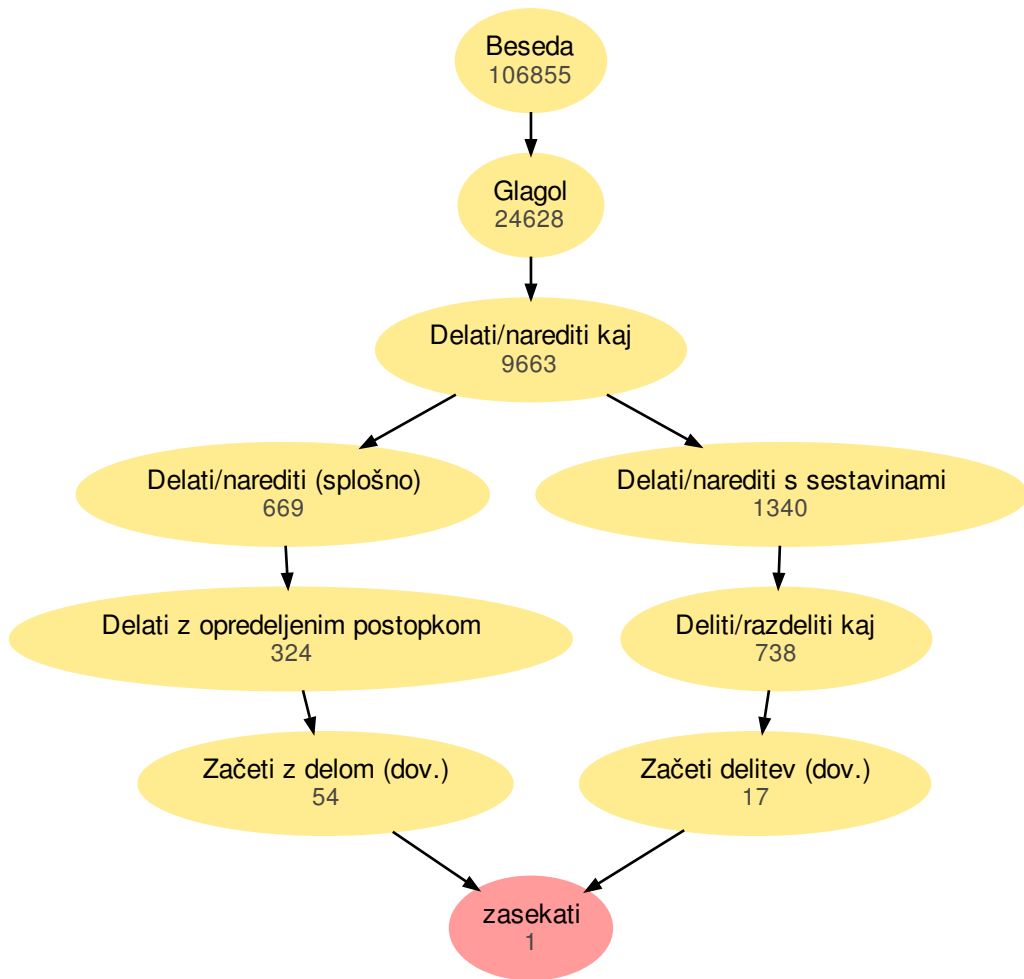 Beseda
106855
Glagol
24628
Delati/narediti kaj
9663
Delati/narediti (splošno)
669
Delati/narediti s sestavinami
1340
Delati z opredeljenim postopkom
324
Deliti/razdeliti kaj
738
Začeti z delom (dov.)
54
Začeti delitev (dov.)
17
zasekati
1